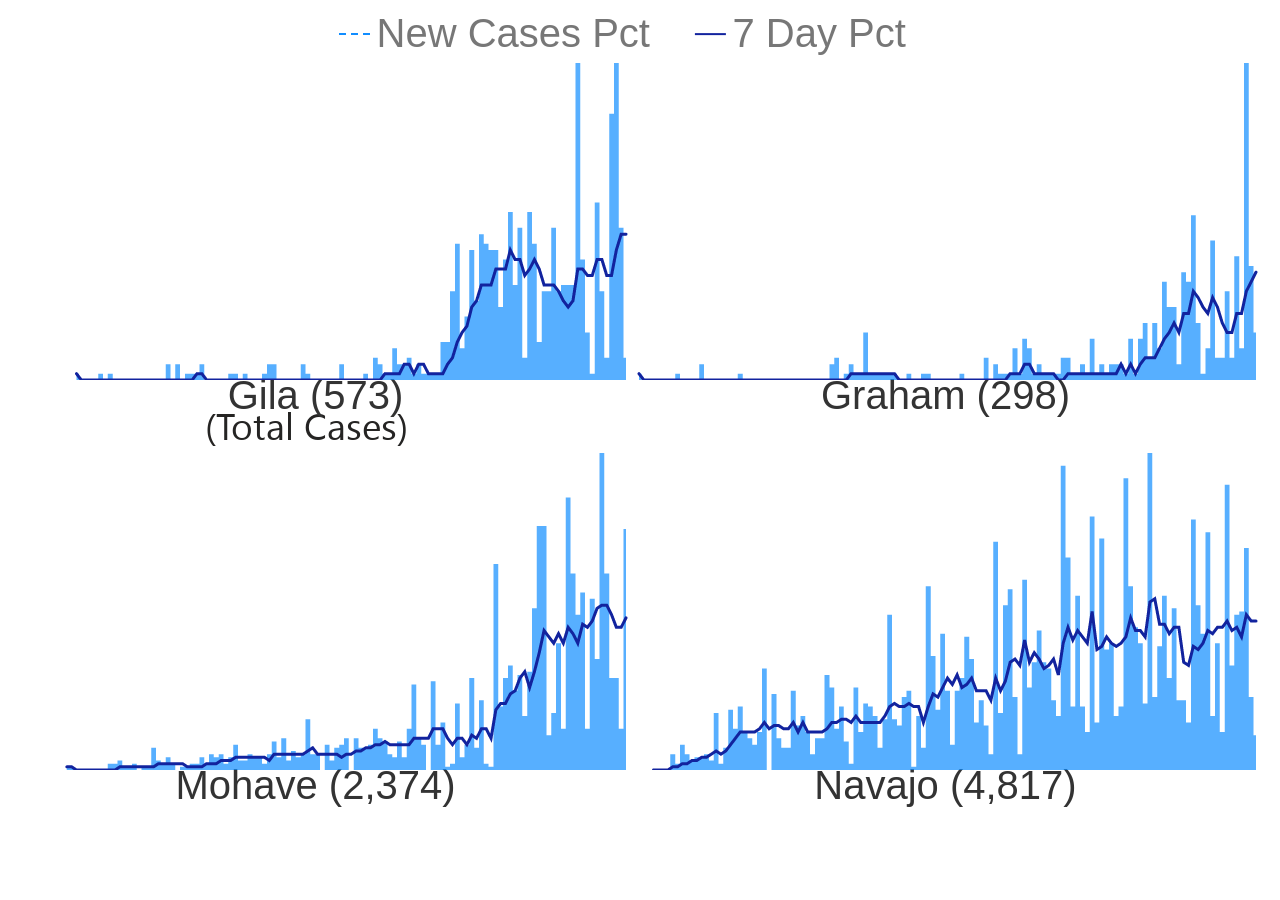 New Cases Pct 7 Day Pct
Gila (573) Graham (298)
(Total Cases)
Mohave (2,374) Navajo (4,817)